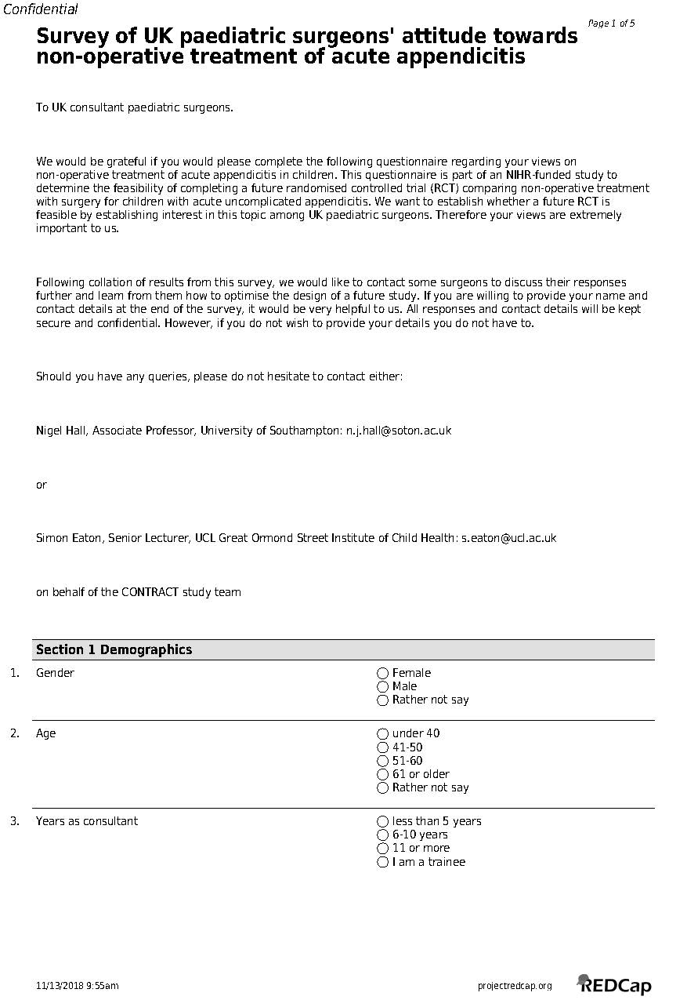 Confidential
Page 1 of 5
Survey of UK paediatric surgeons' attitude towards
non-operative treatment of acute appendicitis
To UK consultant paediatric surgeons.
We would be grateful if you would please complete the following questionnaire regarding your views on
non-operative treatment of acute appendicitis in children. This questionnaire is part of an NIHR-funded study to
determine the feasibility of completing a future randomised controlled trial (RCT) comparing non-operative treatment
with surgery for children with acute uncomplicated appendicitis. We want to establish whether a future RCT is
feasible by establishing interest in this topic among UK paediatric surgeons. Therefore your views are extremely
important to us.
Following collation of results from this survey, we would like to contact some surgeons to discuss their responses
further and learn from them how to optimise the design of a future study. If you are willing to provide your name and
contact details at the end of the survey, it would be very helpful to us. All responses and contact details will be kept
secure and confidential. However, if you do not wish to provide your details you do not have to.
Should you have any queries, please do not hesitate to contact either:
Nigel Hall, Associate Professor, University of Southampton: n.j.hall@soton.ac.uk
or
Simon Eaton, Senior Lecturer, UCL Great Ormond Street Institute of Child Health: s.eaton@ucl.ac.uk
on behalf of the CONTRACT study team
Section 1 Demographics
1. Gender
Female
Male
Rather not say
2. Age
under 40
41-50
51-60
61 or older
Rather not say
3. Years as consultant
less than 5 years
6-10 years
11 or more
I am a trainee
11/13/2018 9:55am
projectredcap.org
REDCap